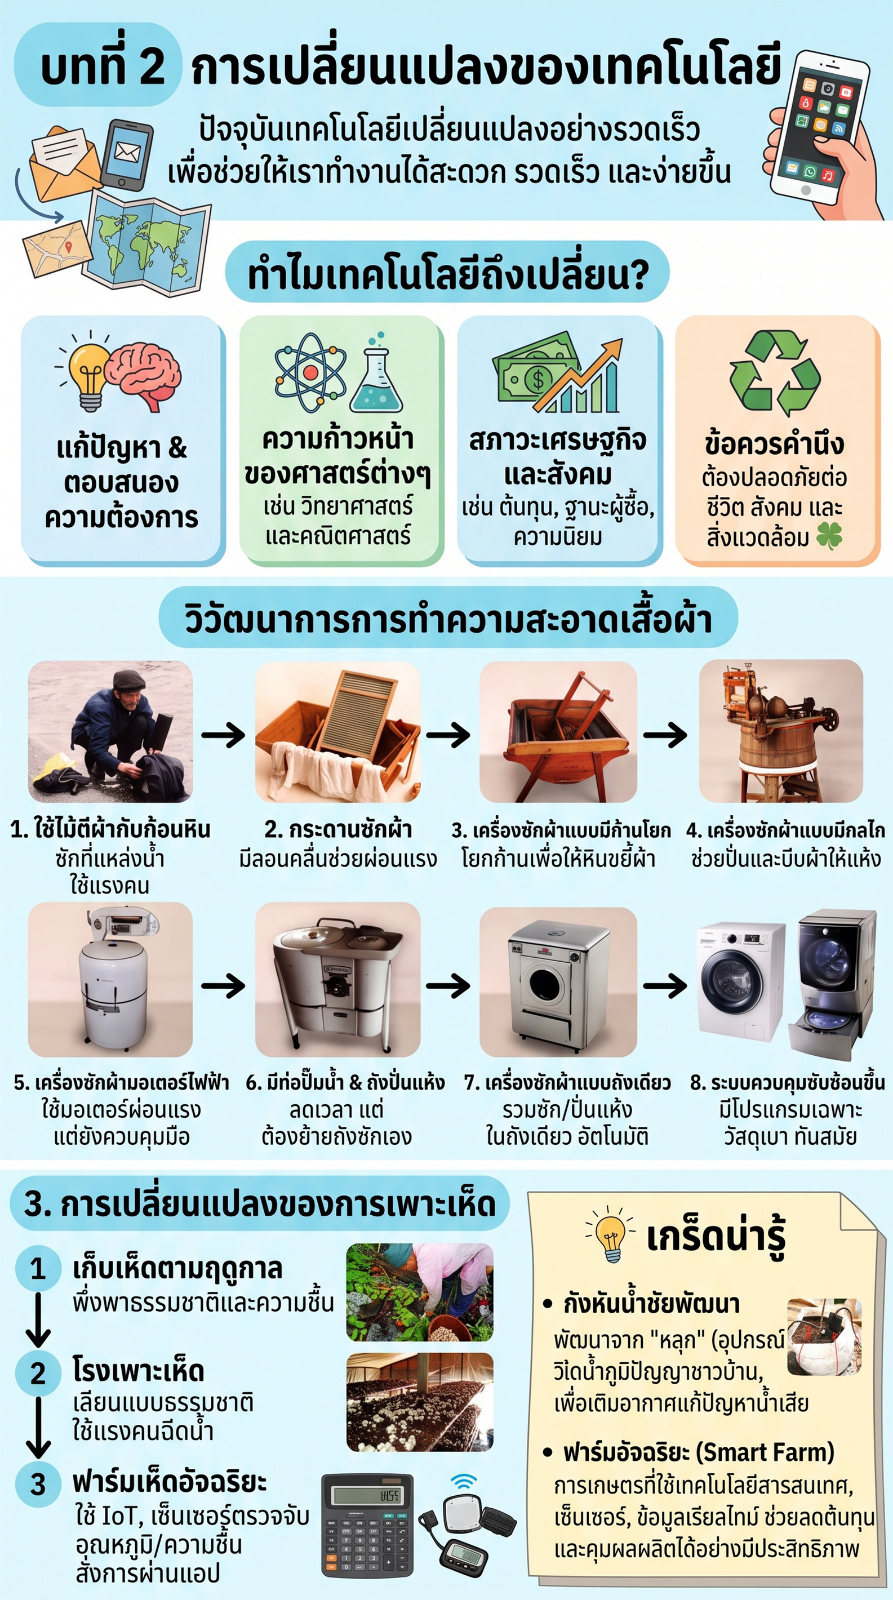 บทที่ 2 การเปลี่ยนแปลงของเทคโนโลยี
ปัจจุบันเทคโนโลยีเปลี่ยนแปลงอย่างรวดเร็ว
เพื่อช่วยให้เราทำงานได้สะดวก รวดเร็ว และง่ายขึ้น
ทำไมเทคโนโลยีถึงเปลี่ยน?
แก้ปัญหา &
ตอบสนอง
ความต้องการ
ความก้าวหน้า
ของศาสตร์ต่างๆ
เช่น วิทยาศาสตร์
และคณิตศาสตร์
สภาวะเศรษฐกิจ
และสังคม
เช่น ต้นทุน, ฐานะผู้ซื้อ,
ความนิยม
ข้อควรคำนึง
ต้องปลอดภัยต่อ
ชีวิต สังคม และ
สิ่งแวดล้อม
วิวัฒนาการการทำความสะอาดเสื้อผ้า
1. ใช้ไม้ตีผ้ากับก้อนหิน
ซักที่แหล่งน้ำ
ใช้แรงคน
2. กระดานซักผ้า
มีลอนคลื่นช่วยผ่อนแรง
3. เครื่องซักผ้าแบบมีก้านโยก
โยกก้านเพื่อให้หินขยี้ผ้า
4. เครื่องซักผ้าแบบมีกลไก
ช่วยปั่นและบีบผ้าให้แห้ง
5. เครื่องซักผ้ามอเตอร์ไฟฟ้า
ใช้มอเตอร์ผ่อนแรง
แต่ยังควบคุมมือ
6. มีท่อปั๊มน้ำ & ถังปั่นแห้ง
ลดเวลา แต่
ต้องย้ายถังซักเอง
7. เครื่องซักผ้าแบบถังเดียว
รวมซัก/ปั่นแห้ง
ในถังเดียว อัตโนมัติ
8. ระบบควบคุมซับซ้อนขึ้น
มีโปรแกรมเฉพาะ
วัสดุเบา ทันสมัย
3. การเปลี่ยนแปลงของการเพาะเห็ด
1
เก็บเห็ดตามฤดูกาล
พึ่งพาธรรมชาติและความชื้น
2
โรงเพาะเห็ด
เลียนแบบธรรมชาติ
ใช้แรงคนฉีดน้ำ
3
ฟาร์มเห็ดอัจฉริยะ
ใช้ IoT, เซ็นเซอร์ตรวจจับ
อุณหภูมิ/ความชื้น
สั่งการผ่านแอป
เกร็ดน่ารู้
• กังหันน้ำชัยพัฒนา
พัฒนาจาก "หลุก" (อุปกรณ์
วิดน้ำภูมิปัญญาชาวบ้าน,
เพื่อเติมอากาศแก้ปัญหาน้ำเสีย
• ฟาร์มอัจฉริยะ (Smart Farm)
การเกษตรที่ใช้เทคโนโลยีสารสนเทศ,
เซ็นเซอร์, ข้อมูลเรียลไทม์ ช่วยลดต้นทุน
และคุมผลผลิตได้อย่างมีประสิทธิภาพ